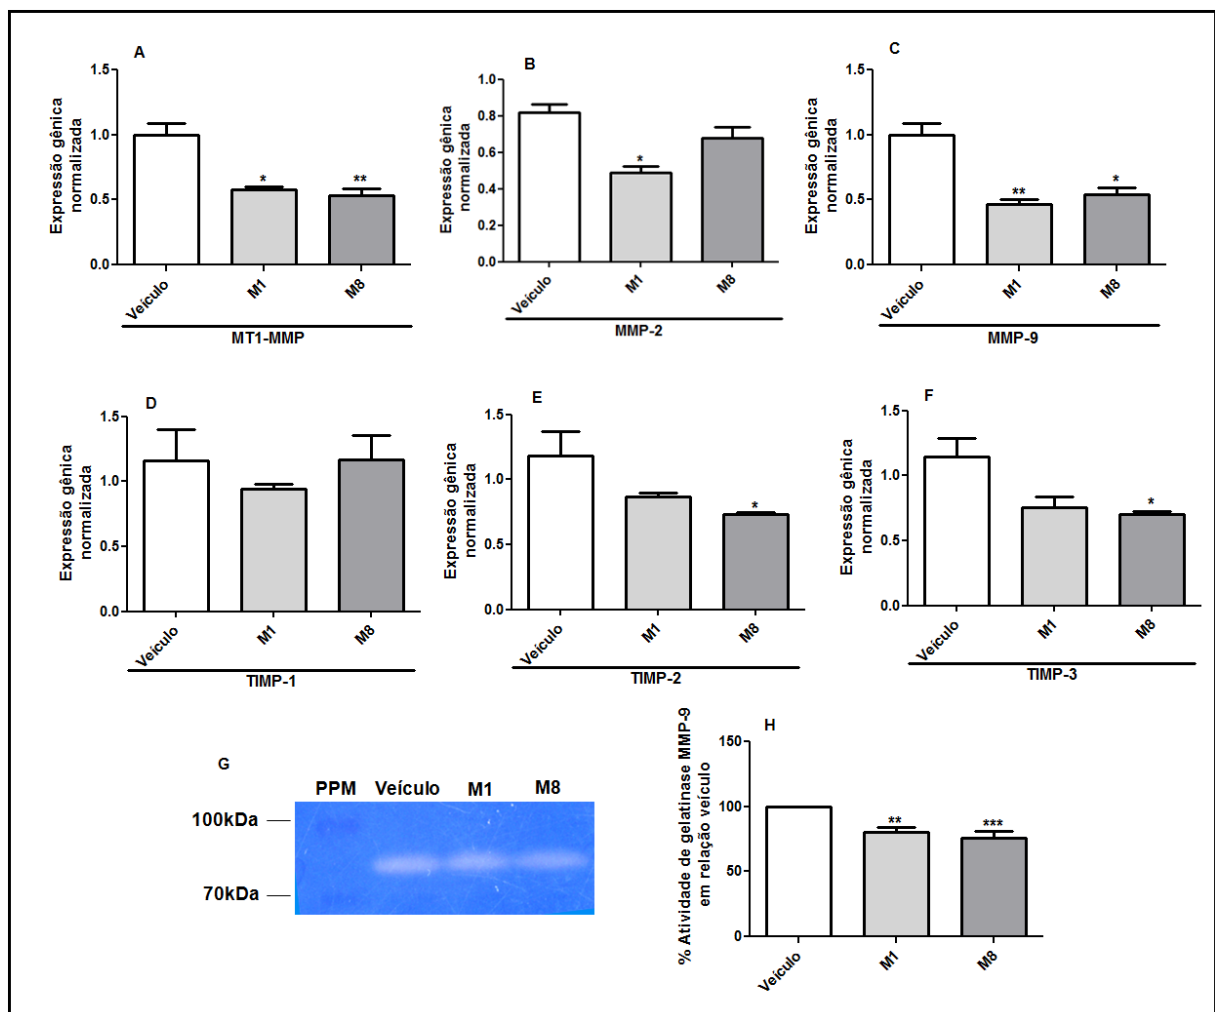 A
Expressão gênica
normalizada
1.5
1.0
0.5
0.0
*
**
Veículo
M1
M8
MT1-MMP
B
Expressão gênica
normalizada
1.0
0.8
0.6
0.4
0.2
0.0
*
Veículo
M1
M8
MMP-2
C
Expressão gênica
normalizada
1.5
1.0
0.5
0.0
**
*
Veículo
M1
M8
MMP-9
D
Expressão gênica
normalizada
1.5
1.0
0.5
0.0
Veículo
M1
M8
TIMP-1
E
Expressão gênica
normalizada
1.5
1.0
0.5
0.0
*
Veículo
M1
M8
TIMP-2
F
Expressão gênica
normalizada
1.5
1.0
0.5
0.0
*
Veículo
M1
M8
TIMP-3
G
PPM Veículo M1 M8
100kDa
70kDa
H
% Atividade de gelatinase MMP-9
em relação veículo
150
100
50
0
**
***
Veículo
M1
M8